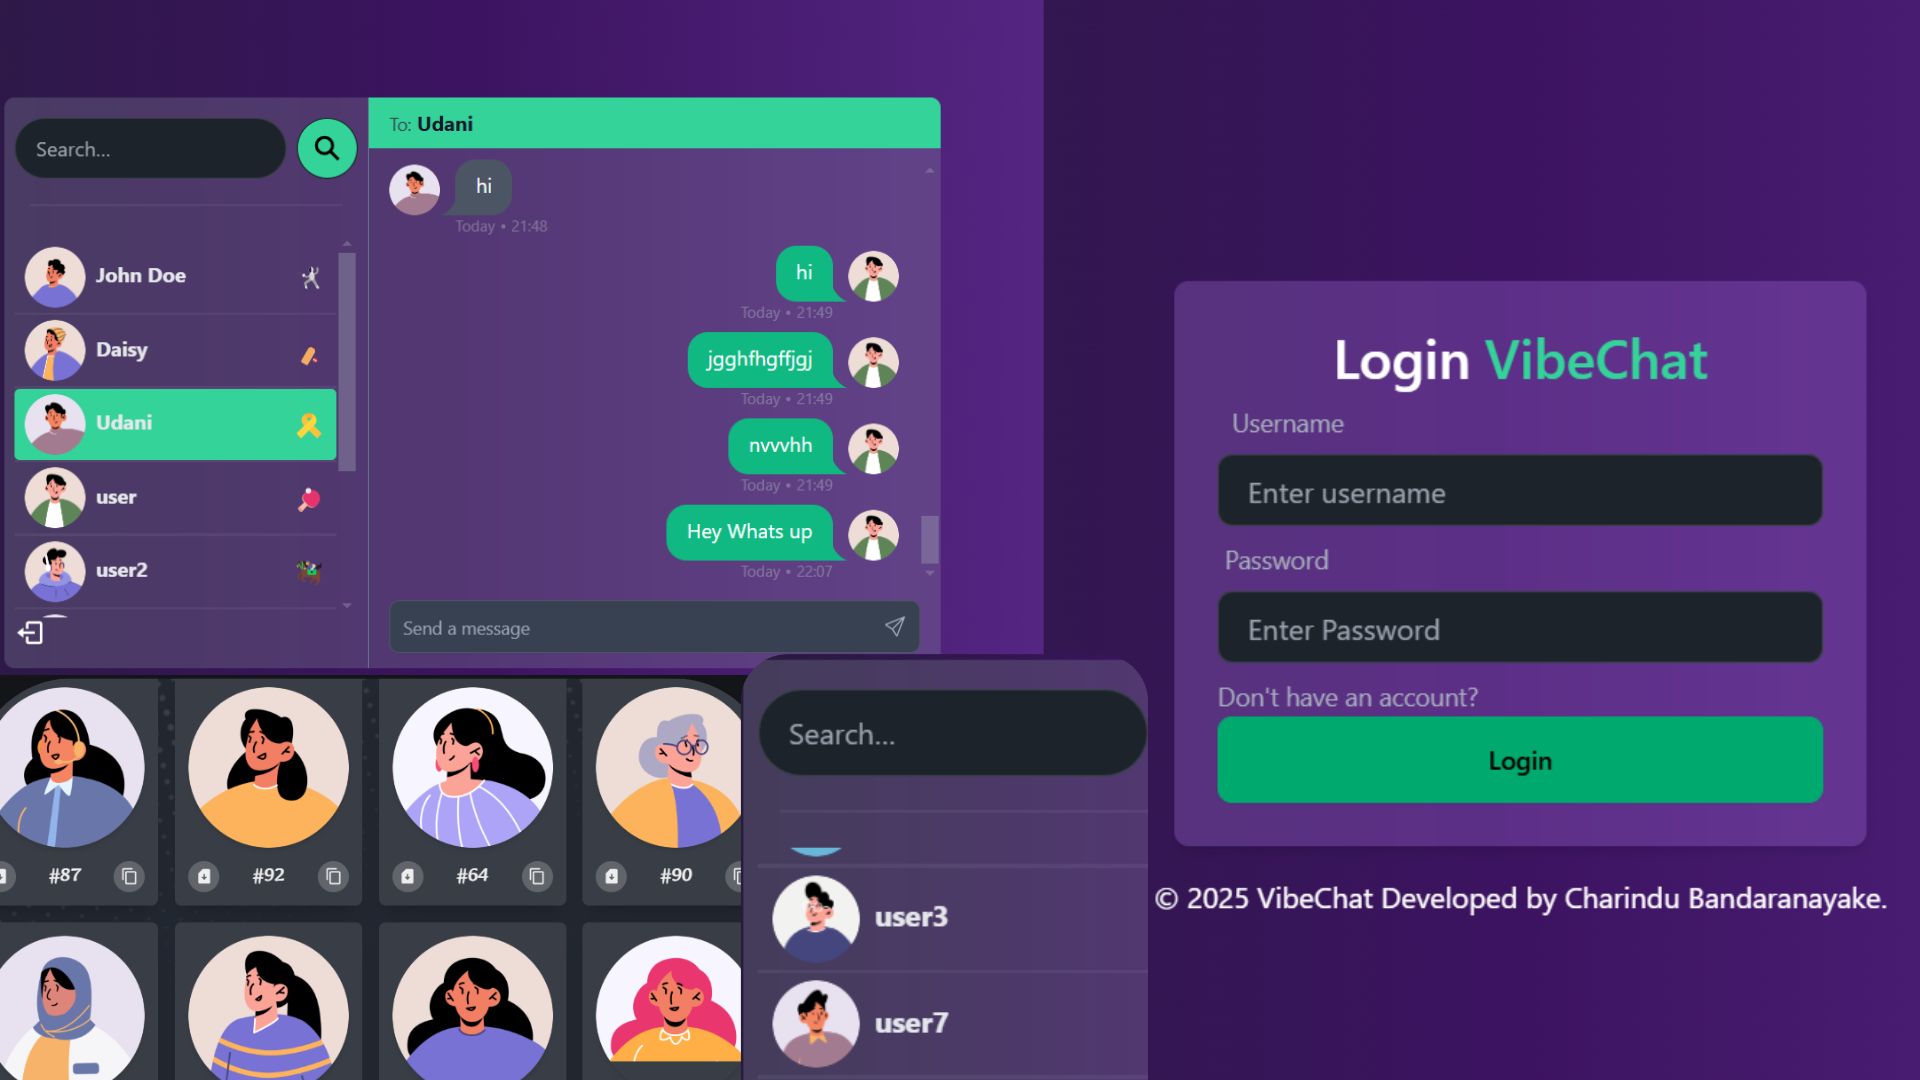 Search...
John Doe
Daisy
Udani
user
user2
To: Udani
hi
Today • 21:48
hi
Today • 21:49
jgghfhgffjgj
Today • 21:49
nvvvhh
Today • 21:49
Hey Whats up
Today • 22:07
Send a message
#87
#92
#64
#90
Search...
user3
user7
Login VibeChat
Username
Enter username
Password
Enter Password
Don't have an account?
Login
© 2025 VibeChat Developed by Charindu Bandaranayake.